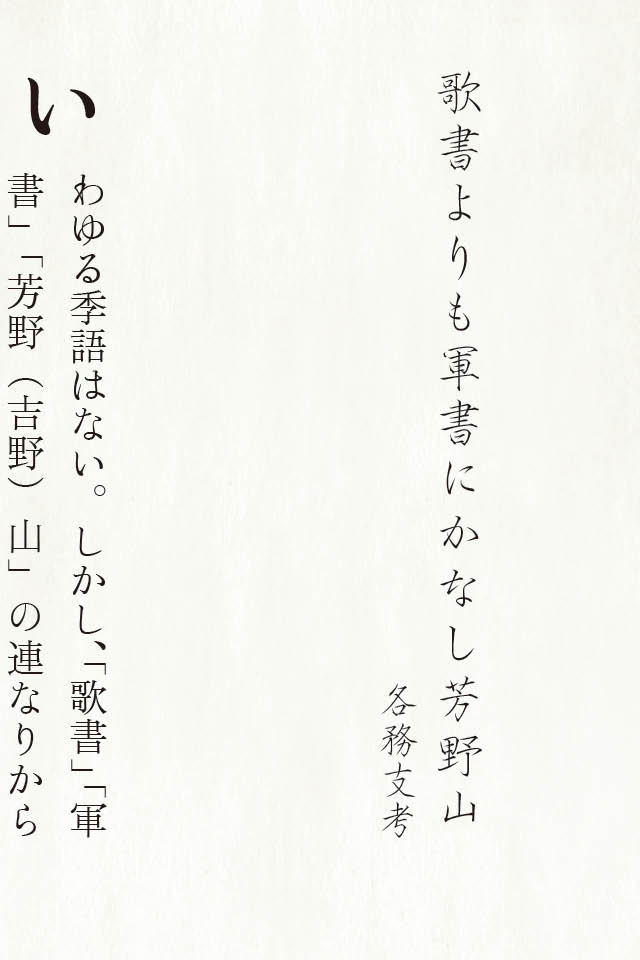 歌書よりも軍書にかなし芳野山
各務支考
い
わゆる季語はない。しかし、「歌書」「軍
書」「芳野（吉野）山」の連なりから